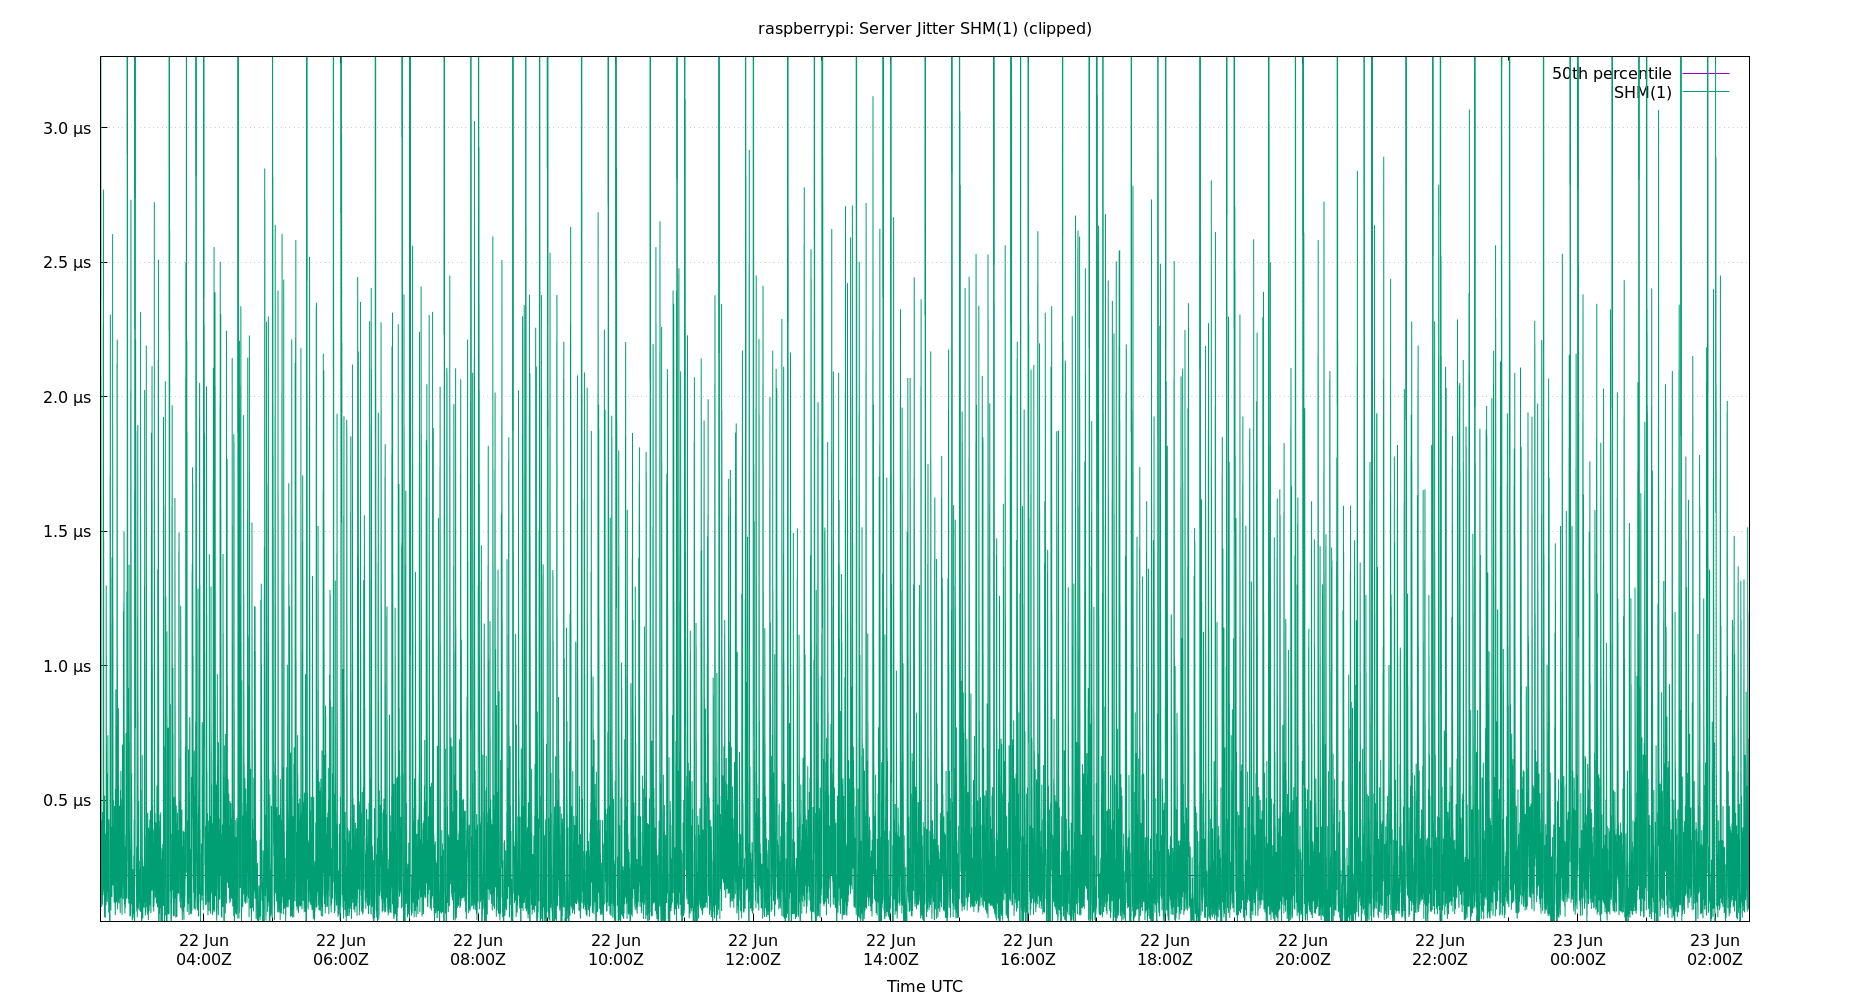 raspberrypi: Server Jitter SHM(1) (clipped)
50th percentile
SHM(1)
3.0 µs
2.5 µs
2.0 µs
1.5 µs
1.0 µs
0.5 µs
22 Jun 22 Jun 22 Jun 22 Jun 22 Jun 22 Jun 22 Jun 22 Jun 22 Jun 22 Jun 23 Jun 23 Jun
04:00Z 06:00Z 08:00Z 10:00Z 12:00Z 14:00Z 16:00Z 18:00Z 20:00Z 22:00Z 00:00Z 02:00Z
Time UTC